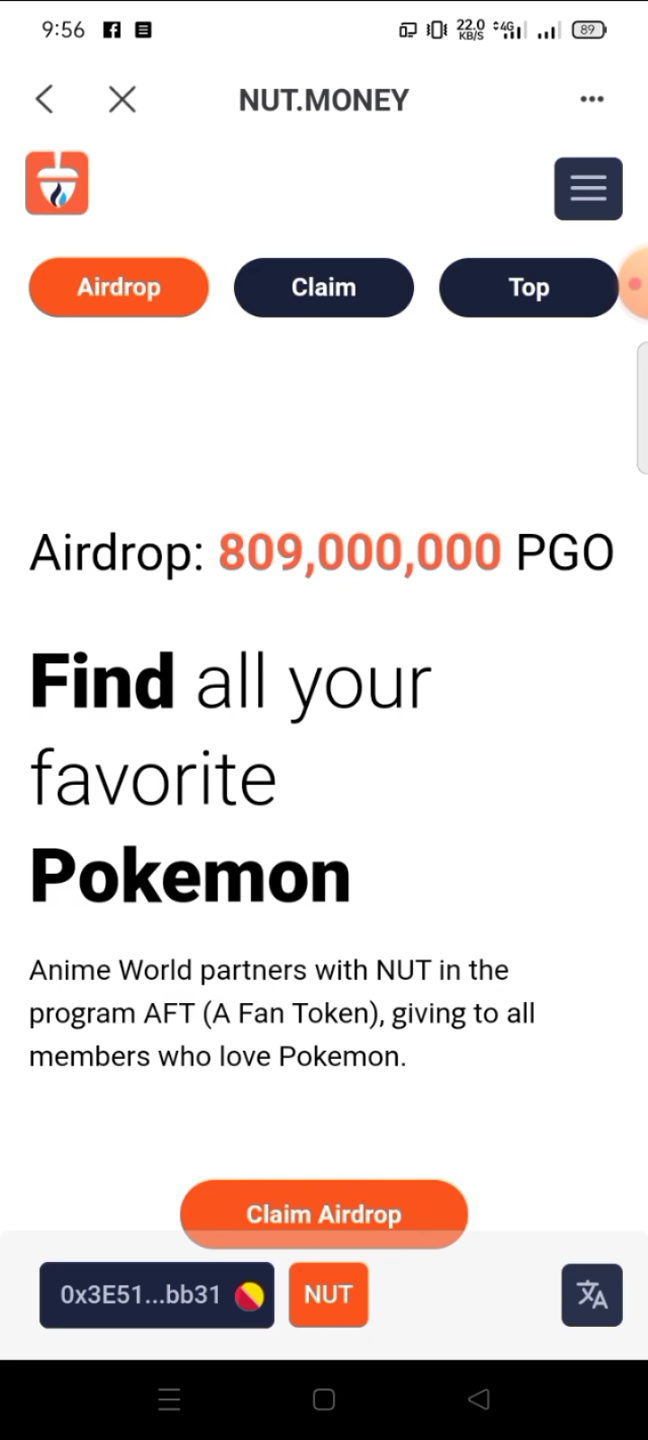 9:56
22.0
KB/S
4G
89
NUT.MONEY
Airdrop
Claim
Top
Airdrop: 809,000,000 PGO
Find all your
favorite
Pokemon
Anime World partners with NUT in the
program AFT (A Fan Token), giving to all
members who love Pokemon.
Claim Airdrop
0x3E51...bb31
NUT